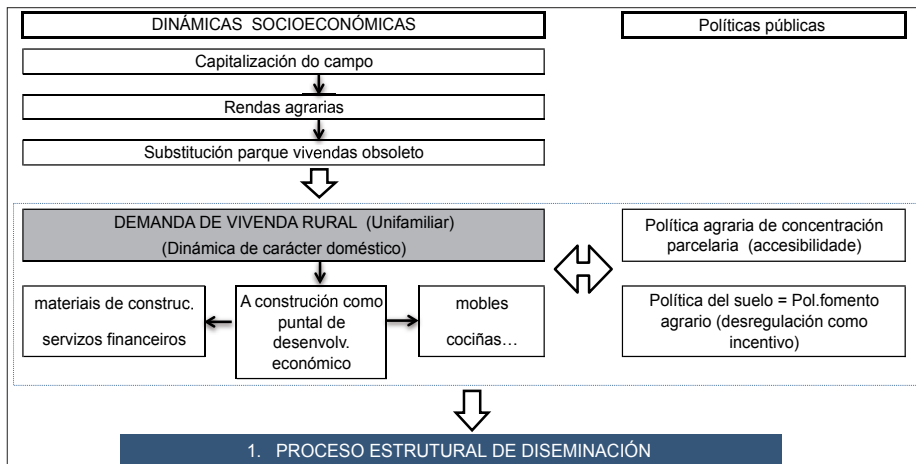 DINÁMICAS SOCIOECONÓMICAS
Políticas públicas
Capitalización do campo
Rendas agrarias
Substitución parque vivendas obsoleto
DEMANDA DE VIVENDA RURAL (Unifamiliar)
(Dinámica de carácter doméstico)
Política agraria de concentración
parcelaria (accesibilidade)
materiais de construc.
servizos financeiros
A construción como
puntal de
desenvolv.
económico
mobles
cociñas…
Política del suelo = Pol.fomento
agrario (desregulación como
incentivo)
1. PROCESO ESTRUTURAL DE DISEMINACIÓN